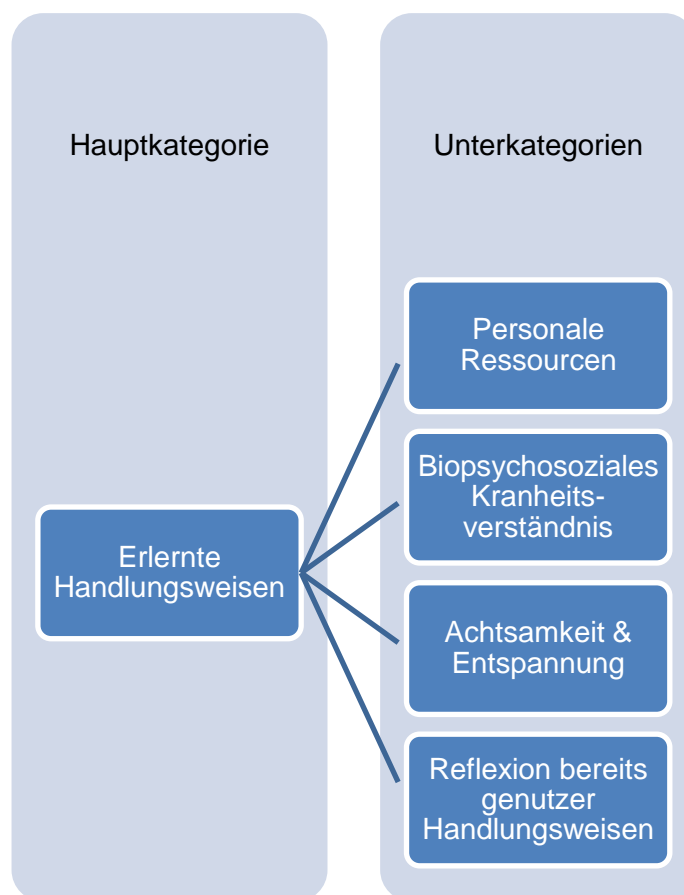 Hauptkategorie
Unterkategorien
Erlernte
Handlungsweisen
Personale
Ressourcen
Biopsychosoziales
Kranheits-
verständnis
Achtsamkeit &
Entspannung
Reflexion bereits
genutzer
Handlungsweisen